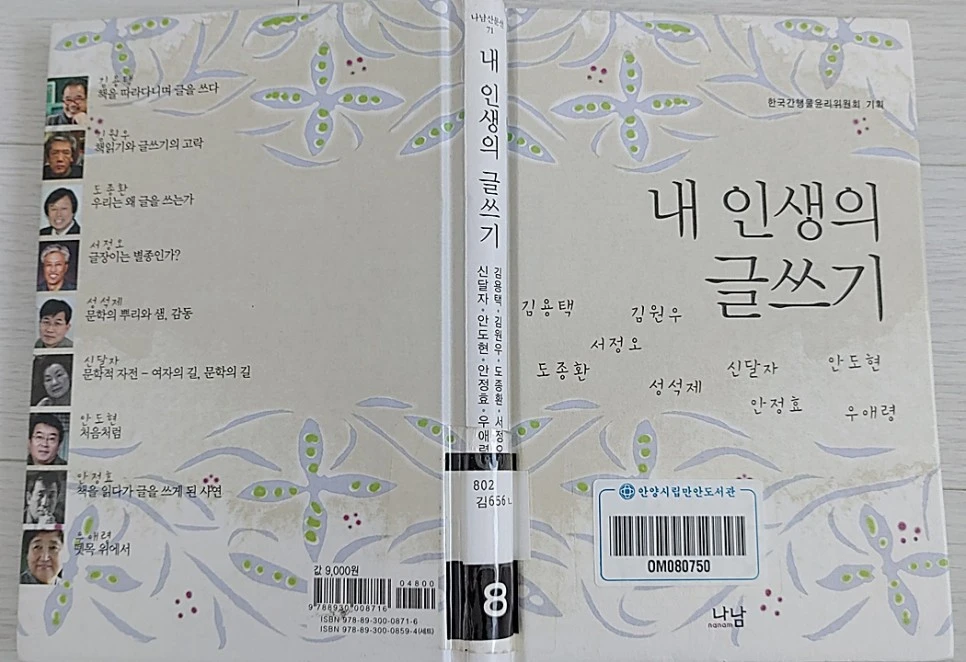 김용택
책을 따라다니며 글을 쓰다
김원우
책읽기와 글쓰기의 고락
도종환
우리는 왜 글을 쓰는가
서정오
글장이는 별종인가?
성석제
문학의 뿌리와 샘, 감동
신달자
문학적 자전 – 여자의 길, 문학의 길
안도현
처음처럼
안정효
책을 읽다가 글을 쓰게 된 사연
우애령
뗏목 위에서
값 9,000원
04800
9 788930 008716
ISBN 978-89-300-0871-6
ISBN 978-89-300-0859-4(세트)
나남산문선
71
내 인생의 글쓰기
김용택·김원우·도종환·서정오
신달자·안도현·안정효·우애령
802
김656ㄴ
8
한국간행물윤리위원회 기획
내 인생의
글쓰기
김용택
김원우
서정오
도종환
신달자
안도현
성석제
안정효
우애령
안양시립만안도서관
OM080750
나남
nanam